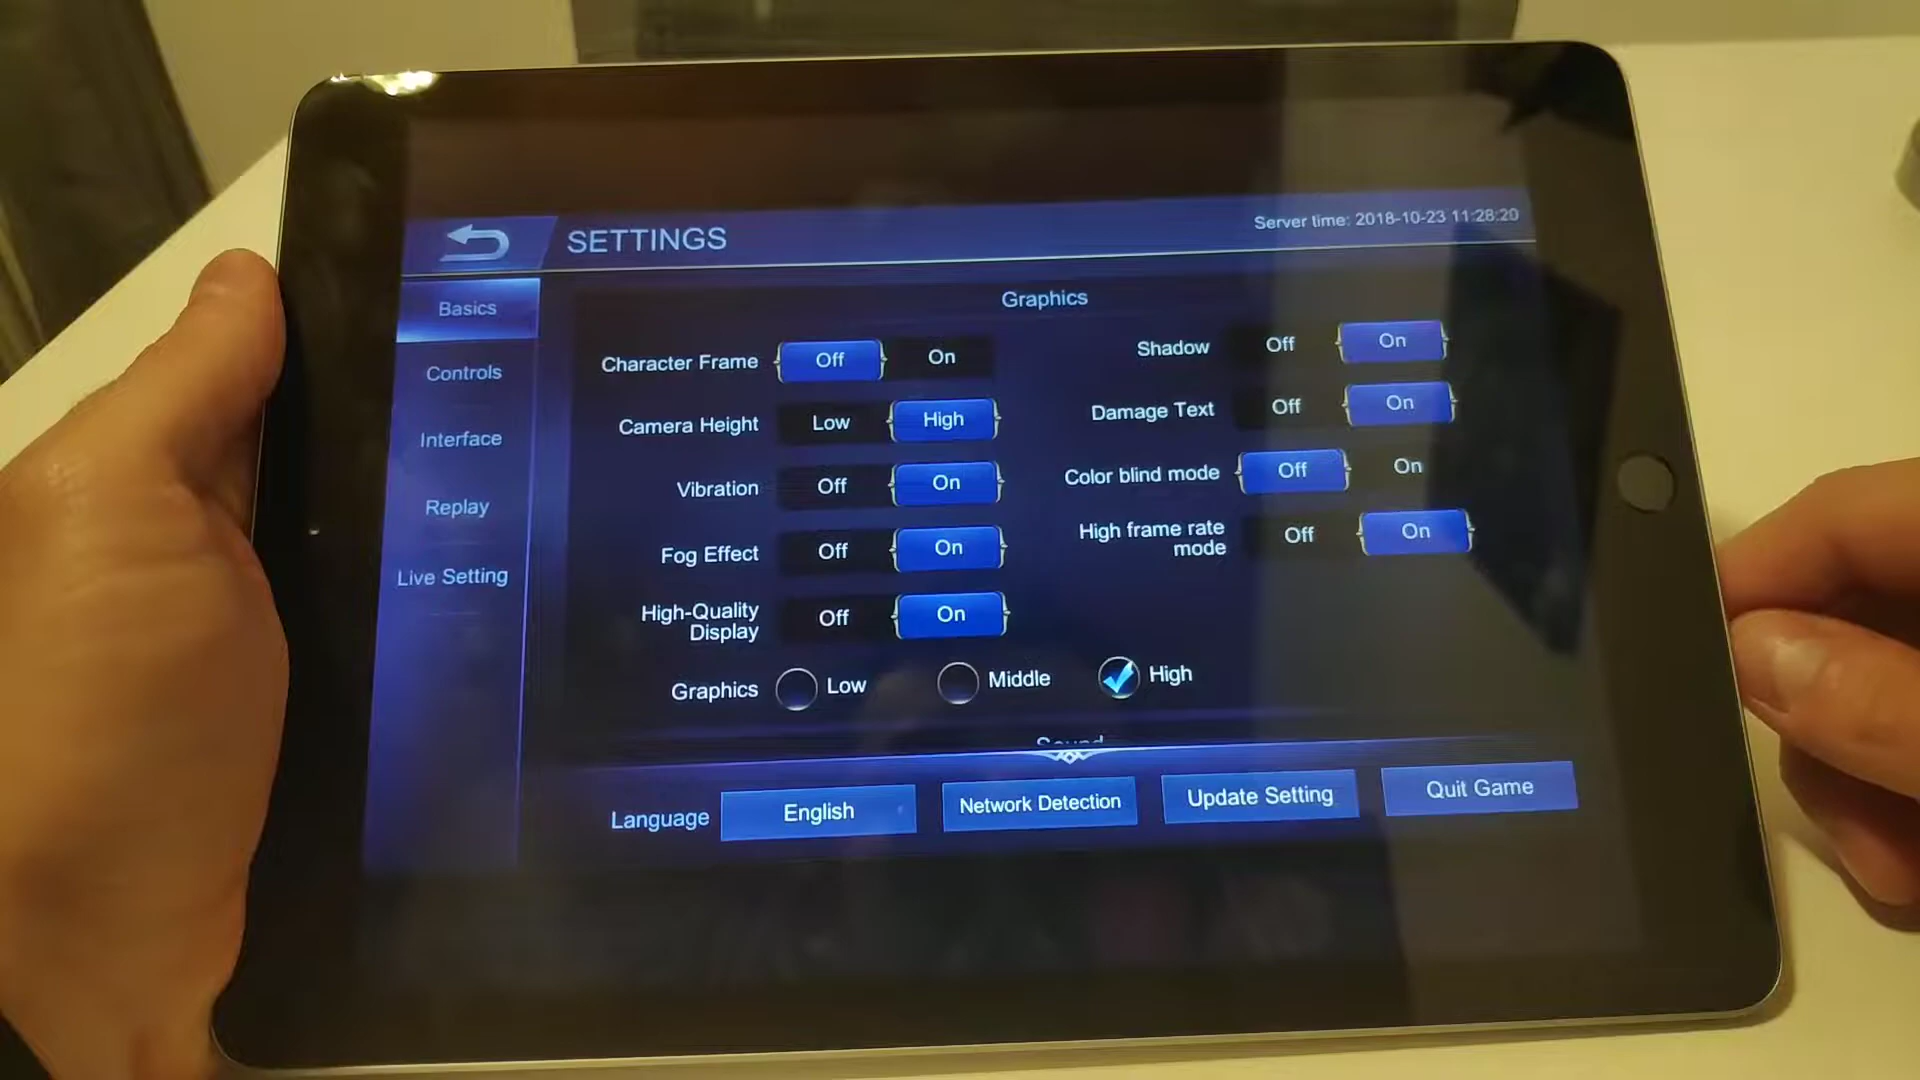 SETTINGS
Server time: 2018-10-23 11:28:20
Basics
Controls
Interface
Replay
Live Setting
Graphics
Character Frame Off On
Camera Height Low High
Vibration Off On
Fog Effect Off On
High-Quality
Display Off On
Shadow Off On
Damage Text Off On
Color blind mode Off On
High frame rate
mode Off On
Graphics Low Middle High
Sound
Language English Network Detection Update Setting Quit Game